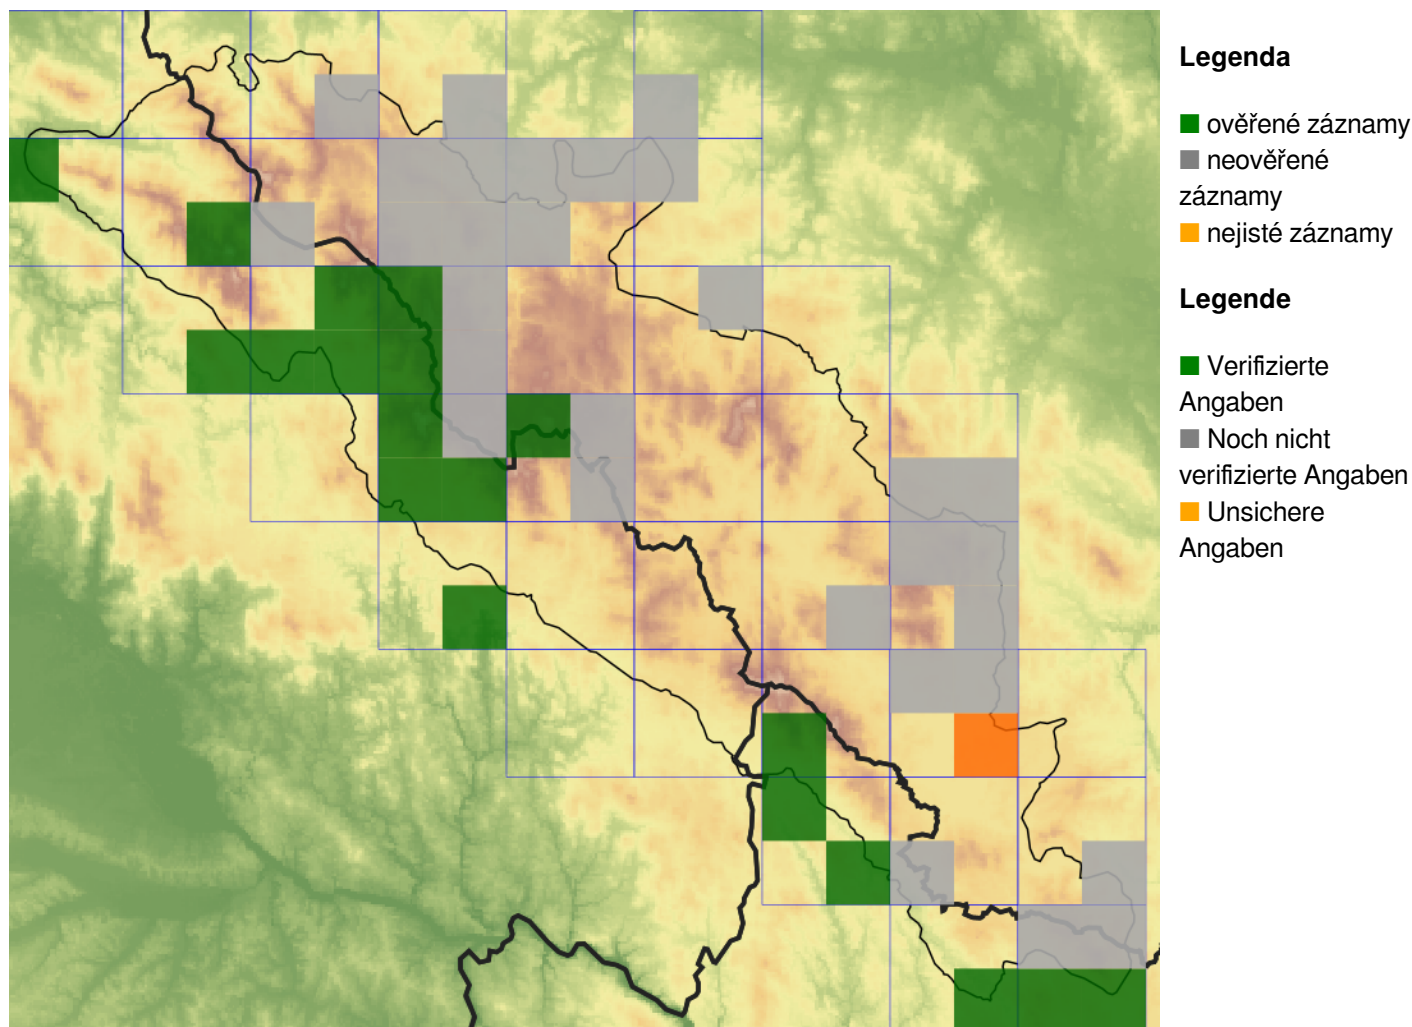 Legenda
ověřené záznamy
neověřené
záznamy
nejisté záznamy
Legende
Verifizierte
Angaben
Noch nicht
verifizierte Angaben
Unsichere
Angaben